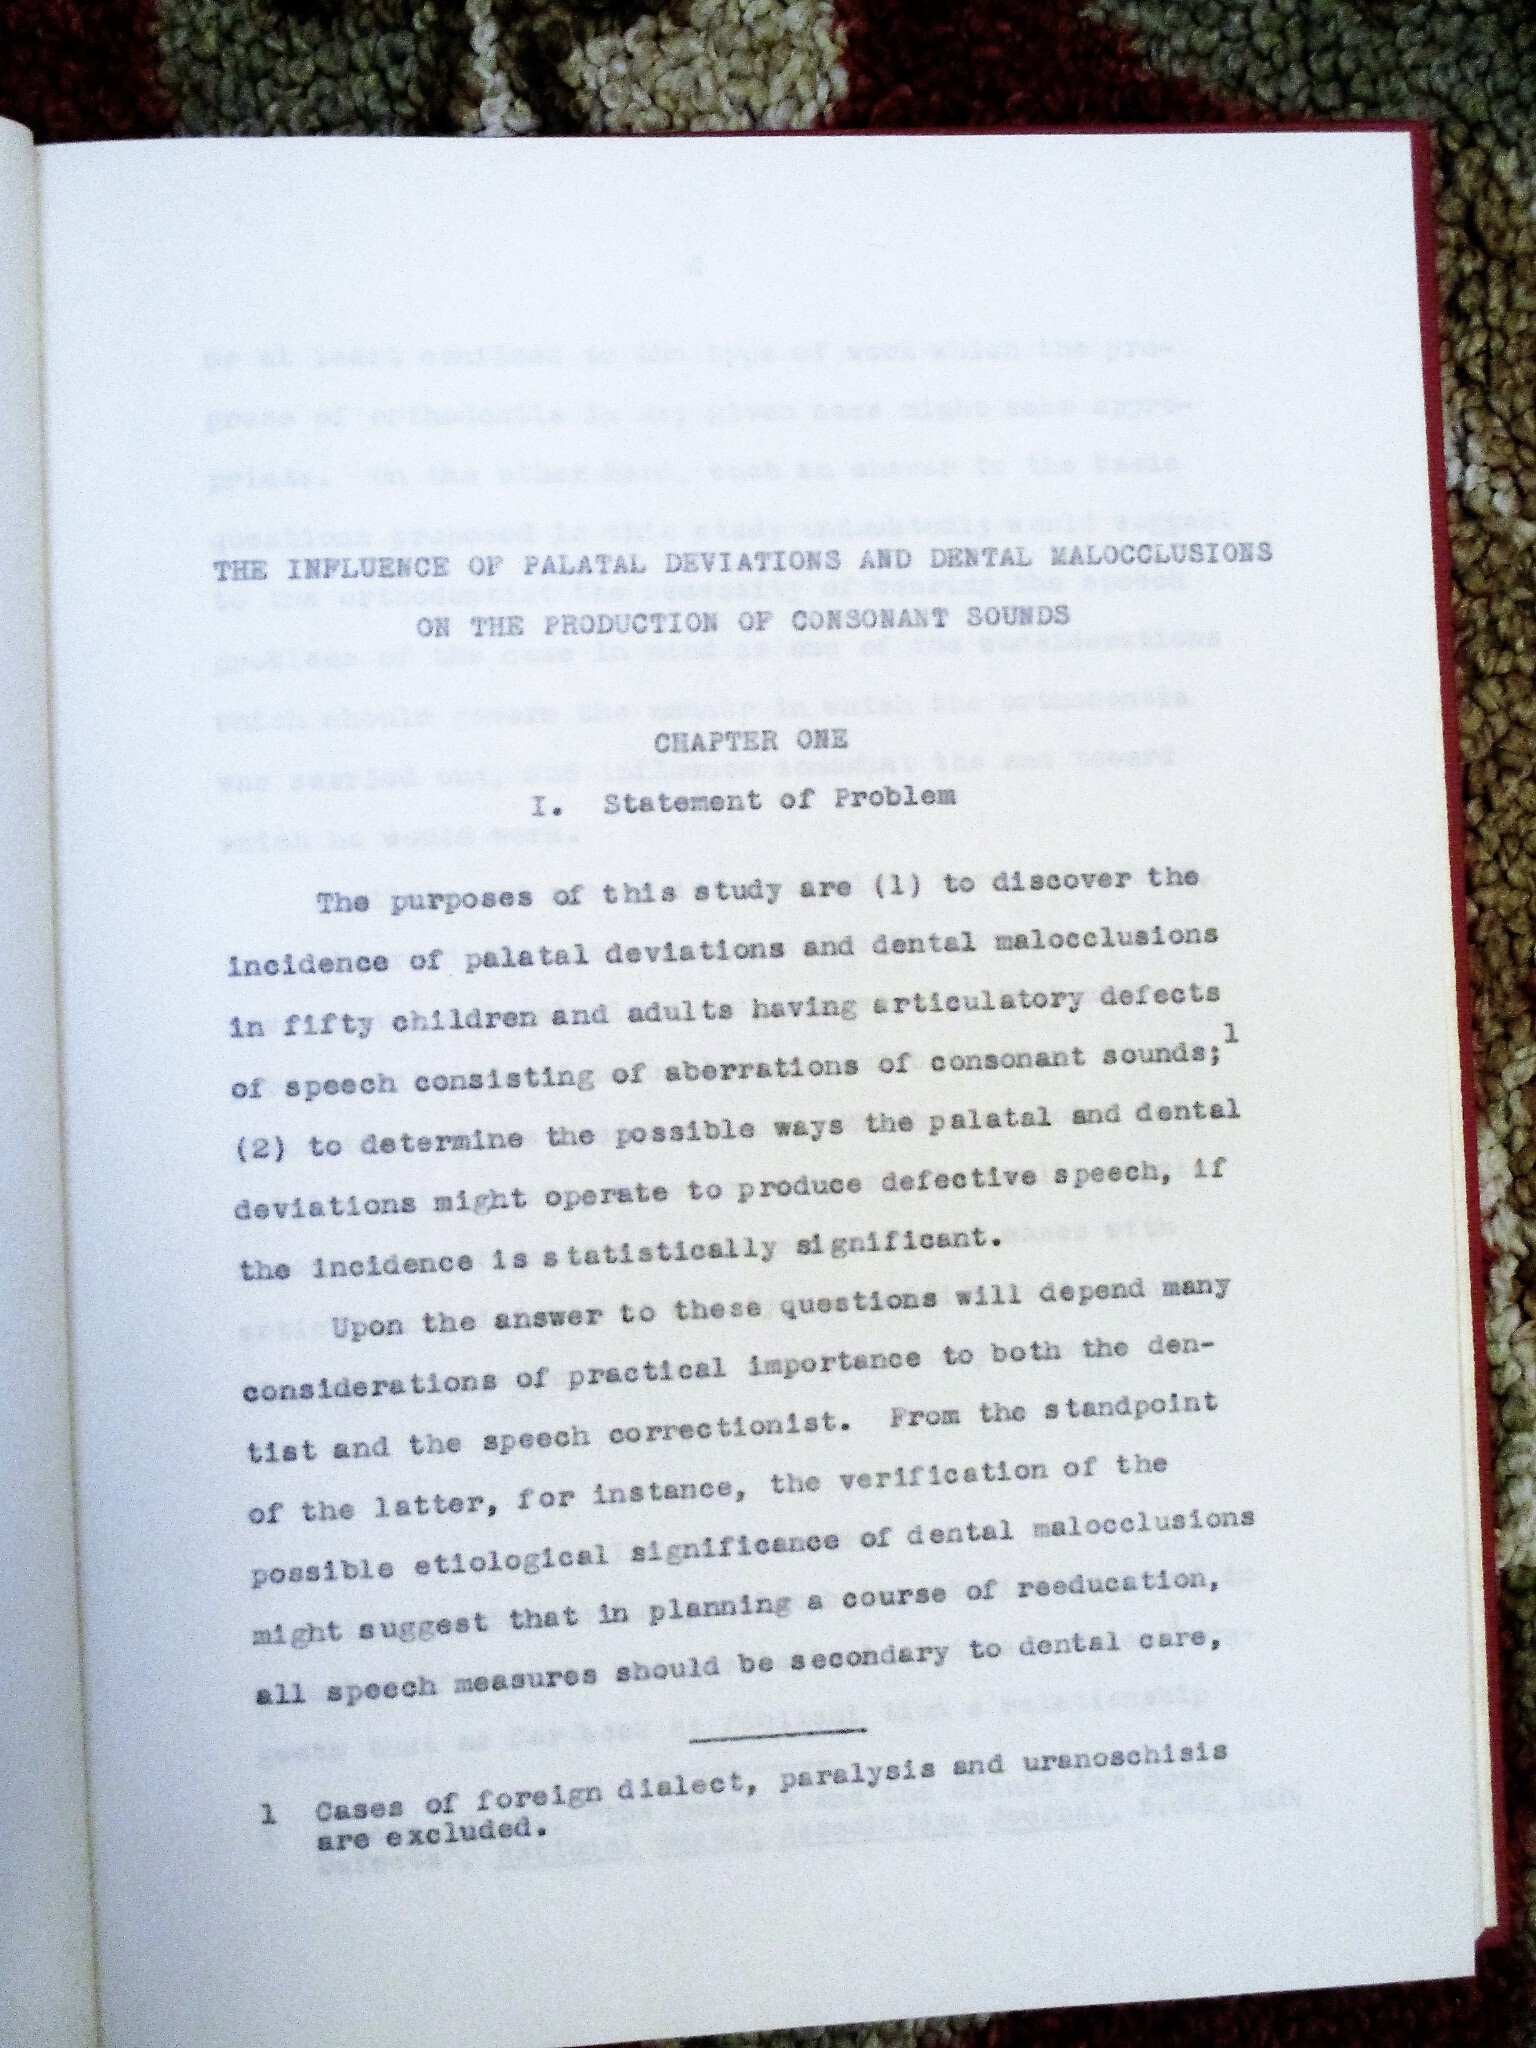 THE INFLUENCE OF PALATAL DEVIATIONS AND DENTAL MALOCCLUSIONS
ON THE PRODUCTION OF CONSONANT SOUNDS
CHAPTER ONE
I. Statement of Problem
The purposes of this study are (1) to discover the
incidence of palatal deviations and dental malocclusions
in fifty children and adults having articulatory defects
of speech consisting of aberrations of consonant sounds;1
(2) to determine the possible ways the palatal and dental
deviations might operate to produce defective speech, if
the incidence is statistically significant.
Upon the answer to these questions will depend many
considerations of practical importance to both the den-
tist and the speech correctionist. From the standpoint
of the latter, for instance, the verification of the
possible etiological significance of dental malocclusions
might suggest that in planning a course of reeducation,
all speech measures should be secondary to dental care,
1 Cases of foreign dialect, paralysis and uranoschisis
are excluded.